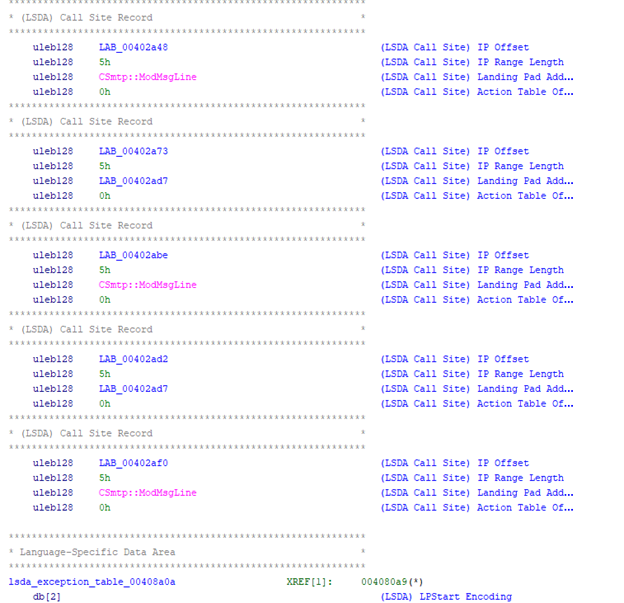 ******************************************************************
* (LSDA) Call Site Record *
******************************************************************
uleb128 LAB_00402a48 (LSDA Call Site) IP Offset
uleb128 5h (LSDA Call Site) IP Range Length
uleb128 CSmtp::ModMsgLine (LSDA Call Site) Landing Pad Add...
uleb128 0h (LSDA Call Site) Action Table Of...
******************************************************************
* (LSDA) Call Site Record *
******************************************************************
uleb128 LAB_00402a73 (LSDA Call Site) IP Offset
uleb128 5h (LSDA Call Site) IP Range Length
uleb128 LAB_00402ad7 (LSDA Call Site) Landing Pad Add...
uleb128 0h (LSDA Call Site) Action Table Of...
******************************************************************
* (LSDA) Call Site Record *
******************************************************************
uleb128 LAB_00402abe (LSDA Call Site) IP Offset
uleb128 5h (LSDA Call Site) IP Range Length
uleb128 CSmtp::ModMsgLine (LSDA Call Site) Landing Pad Add...
uleb128 0h (LSDA Call Site) Action Table Of...
******************************************************************
* (LSDA) Call Site Record *
******************************************************************
uleb128 LAB_00402ad2 (LSDA Call Site) IP Offset
uleb128 5h (LSDA Call Site) IP Range Length
uleb128 LAB_00402ad7 (LSDA Call Site) Landing Pad Add...
uleb128 0h (LSDA Call Site) Action Table Of...
******************************************************************
* (LSDA) Call Site Record *
******************************************************************
uleb128 LAB_00402af0 (LSDA Call Site) IP Offset
uleb128 5h (LSDA Call Site) IP Range Length
uleb128 CSmtp::ModMsgLine (LSDA Call Site) Landing Pad Add...
uleb128 0h (LSDA Call Site) Action Table Of...
******************************************************************
* Language-Specific Data Area *
******************************************************************
lsda_exception_table_00408a0a XREF[1]: 004080a9(*)
db[2] (LSDA) LPStart Encoding